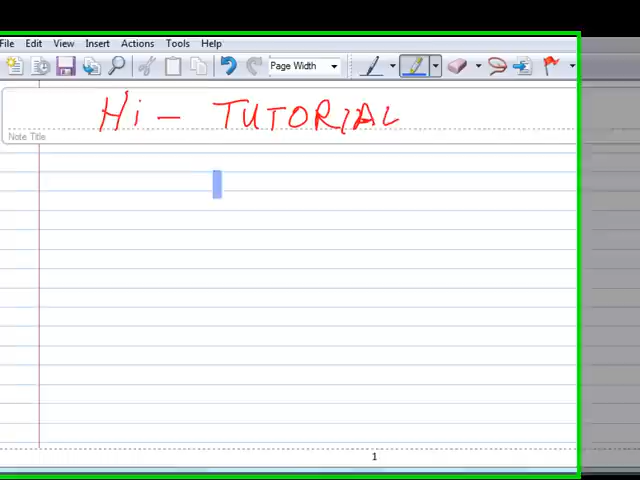 File Edit View Insert Actions Tools Help
Page Width
Hi - TUTORIAL
Note Title
1